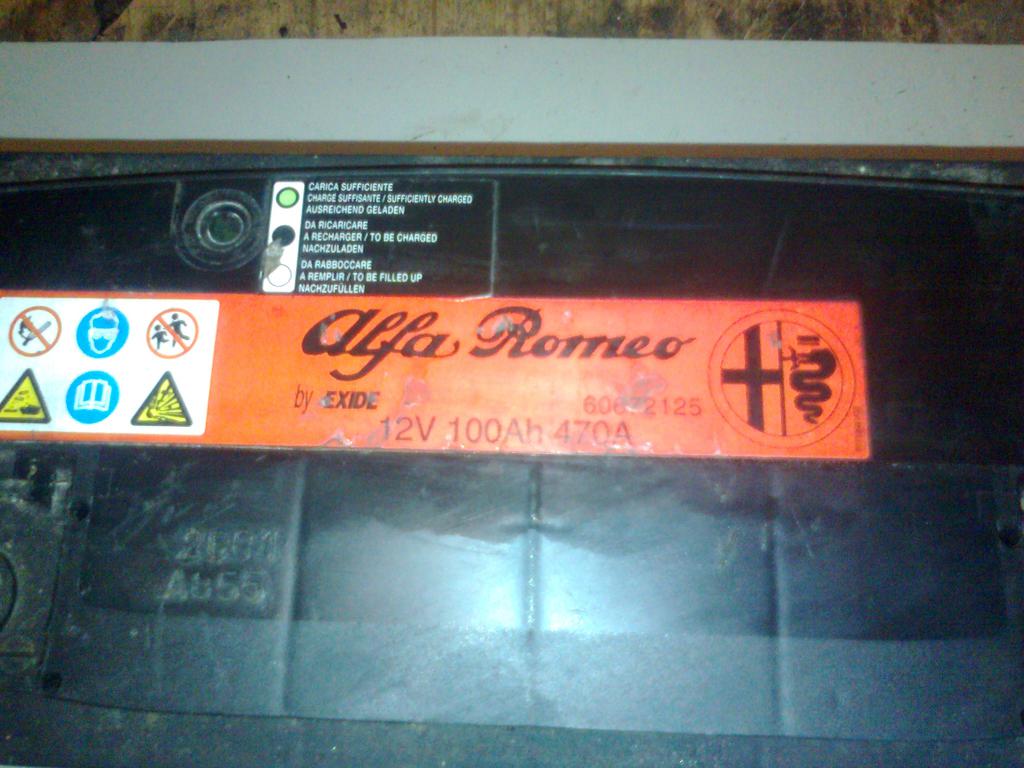 CARICA SUFFICIENTE
CHARGE SUFFISANTE / SUFFICIENTLY CHARGED
AUSREICHEND GELADEN
DA RICARICARE
A RECHARGER / TO BE CHARGED
NACHZULADEN
DA RABBOCCARE
A REMPLIR / TO BE FILLED UP
NACHZUFÜLLEN
Alfa Romeo
by EXIDE
12V 100Ah 470A